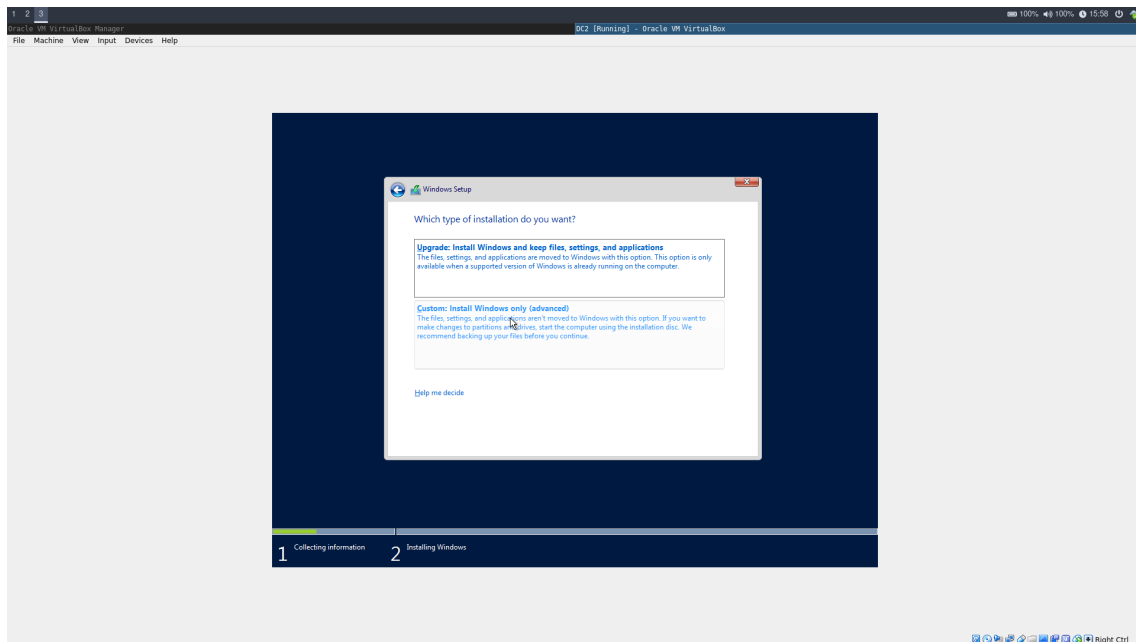 1 2 3
100% 100% 15:58
Oracle VM VirtualBox Manager
DC2 [Running] - Oracle VM VirtualBox
File Machine View Input Devices Help
Windows Setup
Which type of installation do you want?
Upgrade: Install Windows and keep files, settings, and applications
The files, settings, and applications are moved to Windows with this option. This option is only
available when a supported version of Windows is already running on the computer.
Custom: Install Windows only (advanced)
The files, settings, and applications aren't moved to Windows with this option. If you want to
make changes to partitions and drives, start the computer using the installation disc. We
recommend backing up your files before you continue.
Help me decide
1 Collecting information
2 Installing Windows
Right Ctrl